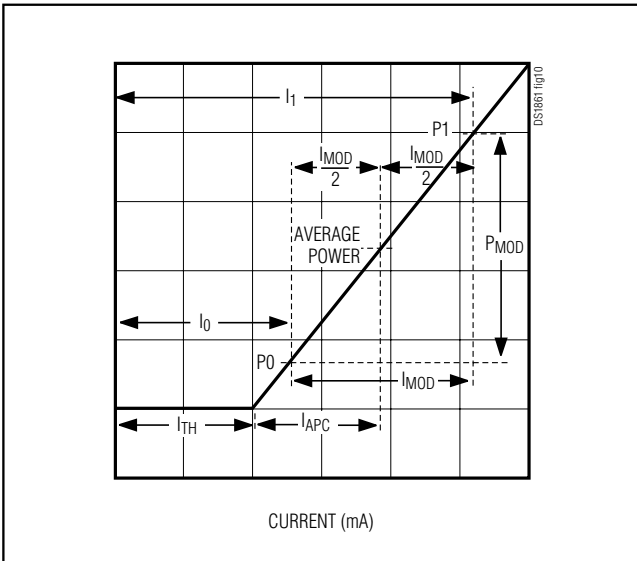 DS1861 fig10
I1
P1
IMOD
2
IMOD
2
AVERAGE
POWER
PMOD
I0
P0
IMOD
ITH
IAPC
CURRENT (mA)